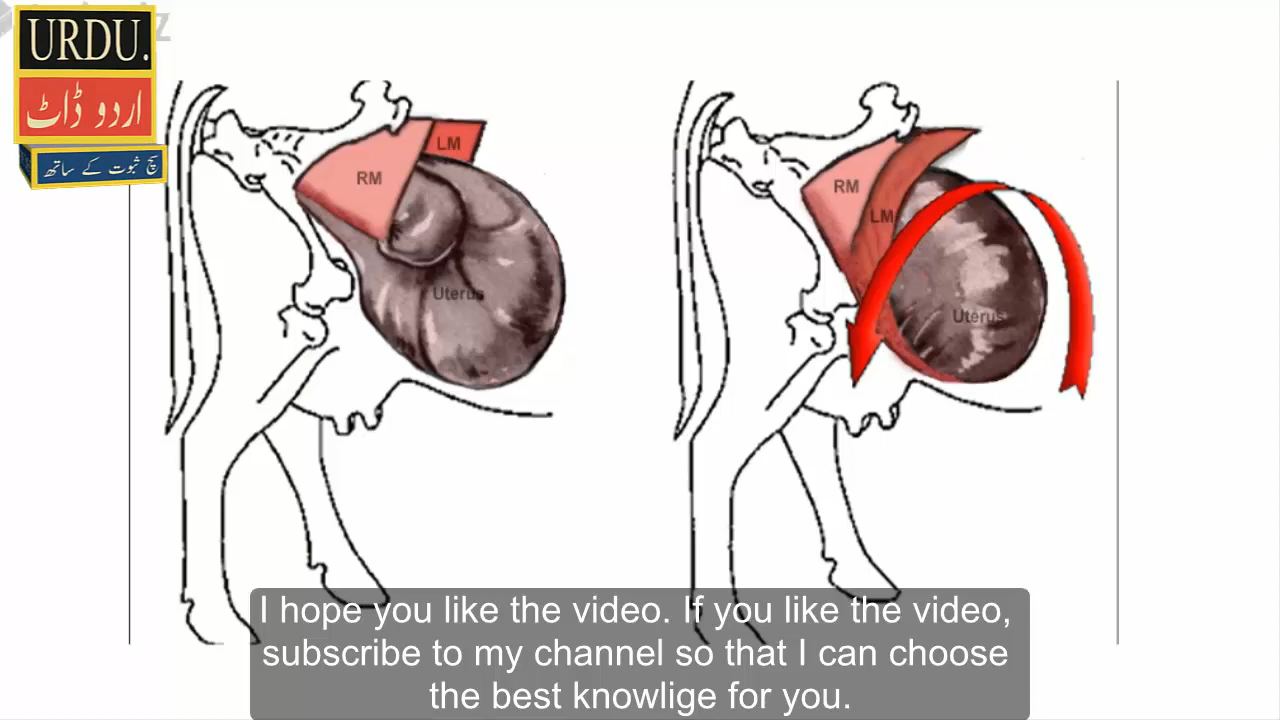 URDU.
اردو ڈاٹ
سچ ثبوت کے ساتھ
RM
LM
Uterus
RM
LM
Uterus
I hope you like the video. If you like the video,
subscribe to my channel so that I can choose
the best knowlige for you.